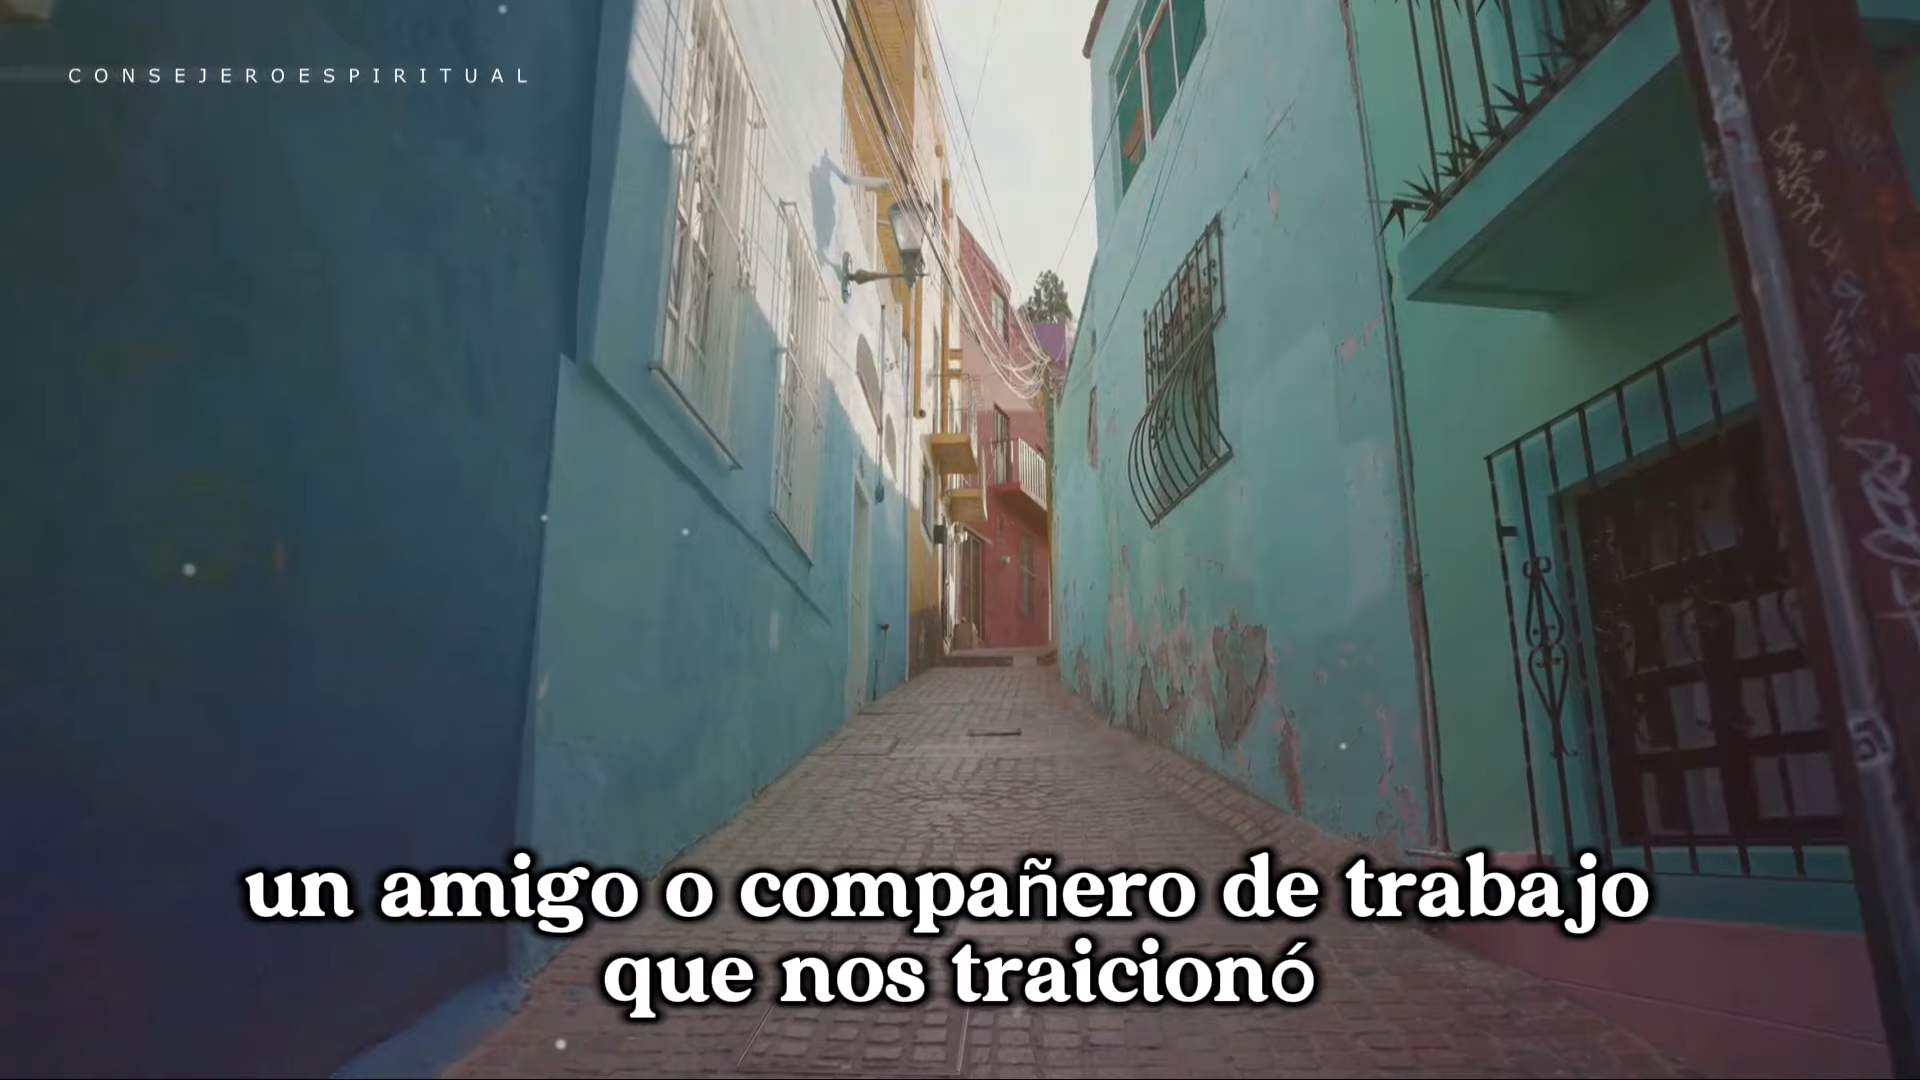 CONSEJEROESPIRITUAL
un amigo o compañero de trabajo
que nos traicionó